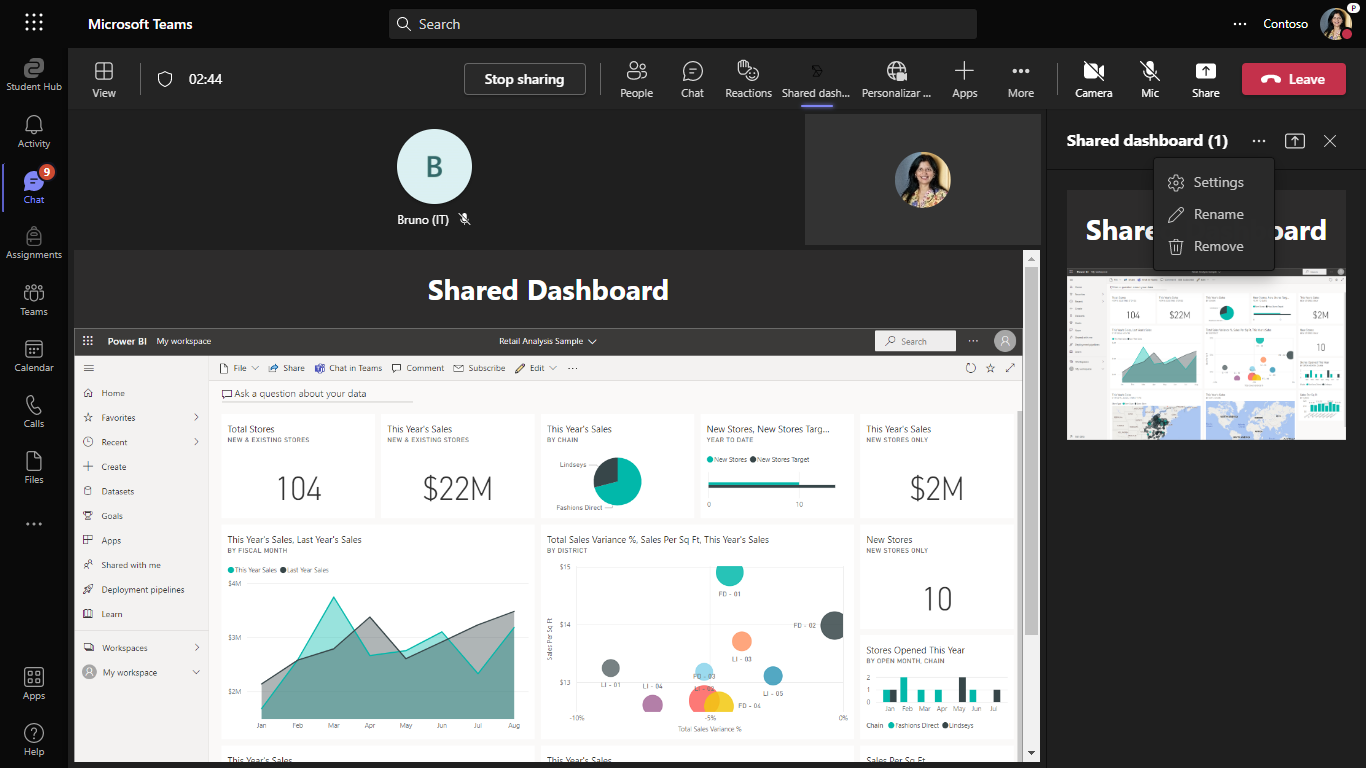 Microsoft Teams
Search
Contoso
P
Student Hub
Activity
9
Chat
Assignments
Teams
Calendar
Calls
Files
Apps
Help
View
02:44
Stop sharing
People
Chat
Reactions
Shared dash...
Personalizar ...
Apps
More
Camera
Mic
Share
Leave
B
Bruno (IT)
Shared Dashboard
Power BI My workspace
Retail Analysis Sample
Search
File
Share
Chat in Teams
Comment
Subscribe
Edit
Home
Favorites
Recent
Create
Datasets
Goals
Apps
Shared with me
Deployment pipelines
Learn
Workspaces
My workspace
Ask a question about your data
Total Stores
NEW & EXISTING STORES
104
This Year's Sales
NEW & EXISTING STORES
$22M
This Year's Sales
BY CHAIN
Lindseys
Fashions Direct
New Stores, New Stores Targ...
YEAR TO DATE
New Stores New Stores Target
0 10
This Year's Sales
NEW STORES ONLY
$2M
This Year's Sales, Last Year's Sales
BY FISCAL MONTH
This Year Sales Last Year Sales
$4M
$3M
$2M
Jan Feb Mar Apr May Jun Jul Aug
Total Sales Variance %, Sales Per Sq Ft, This Year's Sales
BY DISTRICT
Sales Per Sq Ft
$15
$14
$13
FD - 01
FD - 02
LI - 03
LI - 01
FD - 03
LI - 04
LI - 05
FD - 04
-10% -5% 0%
Total Sales Variance %
New Stores
NEW STORES ONLY
10
Stores Opened This Year
BY OPEN MONTH, CHAIN
2
1
0
Jan Feb Mar Apr May Jun Jul
Chain Fashions Direct Lindseys
This Year's Sales
This Year's Sales
Sales Per Sq Ft
Shared dashboard (1)
Settings
Rename
Remove
104
$22M
$2M
10